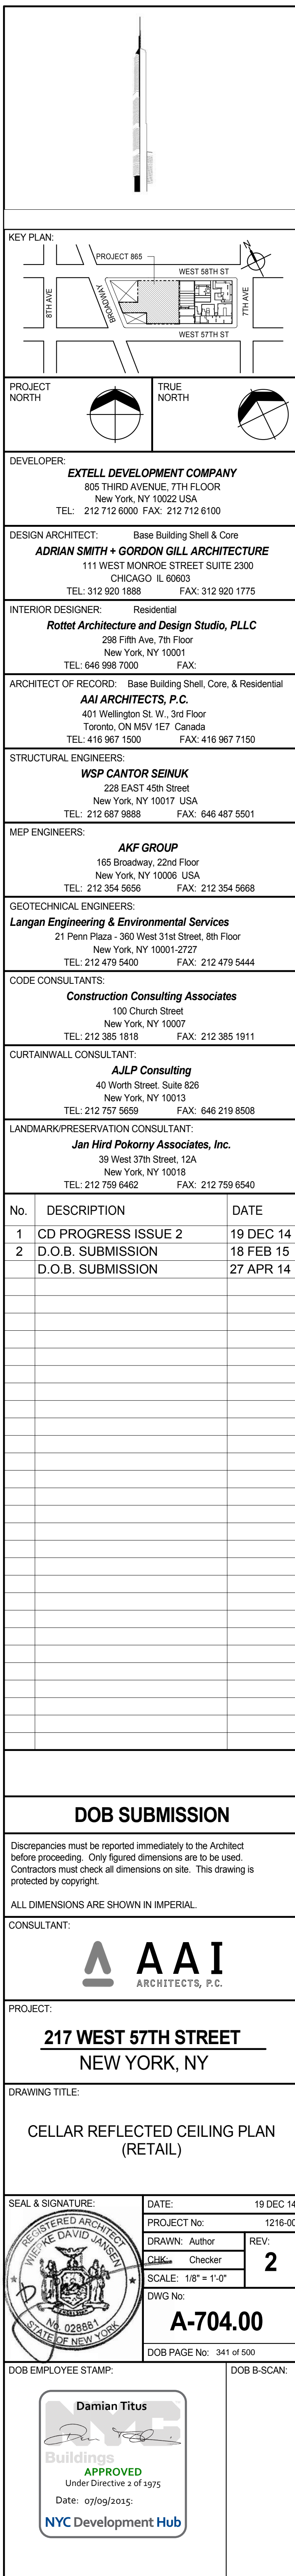 KEY PLAN:
N
PROJECT 865
WEST 58TH ST
8TH AVE
BROADWAY
7TH AVE
WEST 57TH ST
PROJECT
NORTH
TRUE
NORTH
DEVELOPER:
EXTELL DEVELOPMENT COMPANY
805 THIRD AVENUE, 7TH FLOOR
New York, NY 10022 USA
TEL: 212 712 6000 FAX: 212 712 6100
DESIGN ARCHITECT: Base Building Shell & Core
ADRIAN SMITH + GORDON GILL ARCHITECTURE
111 WEST MONROE STREET SUITE 2300
CHICAGO IL 60603
TEL: 312 920 1888 FAX: 312 920 1775
INTERIOR DESIGNER: Residential
Rottet Architecture and Design Studio, PLLC
298 Fifth Ave, 7th Floor
New York, NY 10001
TEL: 646 998 7000 FAX:
ARCHITECT OF RECORD: Base Building Shell, Core, & Residential
AAI ARCHITECTS, P.C.
401 Wellington St. W., 3rd Floor
Toronto, ON M5V 1E7 Canada
TEL: 416 967 1500 FAX: 416 967 7150
STRUCTURAL ENGINEERS:
WSP CANTOR SEINUK
228 EAST 45th Street
New York, NY 10017 USA
TEL: 212 687 9888 FAX: 646 487 5501
MEP ENGINEERS:
AKF GROUP
165 Broadway, 22nd Floor
New York, NY 10006 USA
TEL: 212 354 5656 FAX: 212 354 5668
GEOTECHNICAL ENGINEERS:
Langan Engineering & Environmental Services
21 Penn Plaza - 360 West 31st Street, 8th Floor
New York, NY 10001-2727
TEL: 212 479 5400 FAX: 212 479 5444
CODE CONSULTANTS:
Construction Consulting Associates
100 Church Street
New York, NY 10007
TEL: 212 385 1818 FAX: 212 385 1911
CURTAINWALL CONSULTANT:
AJLP Consulting
40 Worth Street. Suite 826
New York, NY 10013
TEL: 212 757 5659 FAX: 646 219 8508
LANDMARK/PRESERVATION CONSULTANT:
Jan Hird Pokorny Associates, Inc.
39 West 37th Street, 12A
New York, NY 10018
TEL: 212 759 6462 FAX: 212 759 6540
No. DESCRIPTION DATE
1 CD PROGRESS ISSUE 2 19 DEC 14
2 D.O.B. SUBMISSION 18 FEB 15
D.O.B. SUBMISSION 27 APR 14
DOB SUBMISSION
Discrepancies must be reported immediately to the Architect
before proceeding. Only figured dimensions are to be used.
Contractors must check all dimensions on site. This drawing is
protected by copyright.
ALL DIMENSIONS ARE SHOWN IN IMPERIAL.
CONSULTANT:
AAI
ARCHITECTS, P.C.
PROJECT:
217 WEST 57TH STREET
NEW YORK, NY
DRAWING TITLE:
CELLAR REFLECTED CEILING PLAN
(RETAIL)
SEAL & SIGNATURE:
REGISTERED ARCHITECT
WIEPKE DAVID JANSEN
No. 028881
STATE OF NEW YORK
DATE: 19 DEC 14
PROJECT No: 1216-00
DRAWN: Author
CHK: Checker
SCALE: 1/8" = 1'-0"
REV:
2
DWG No:
A-704.00
DOB PAGE No: 341 of 500
DOB EMPLOYEE STAMP:
DOB B-SCAN:
Damian Titus
NYC
Buildings
APPROVED
Under Directive 2 of 1975
Date: 07/09/2015:
NYC Development Hub